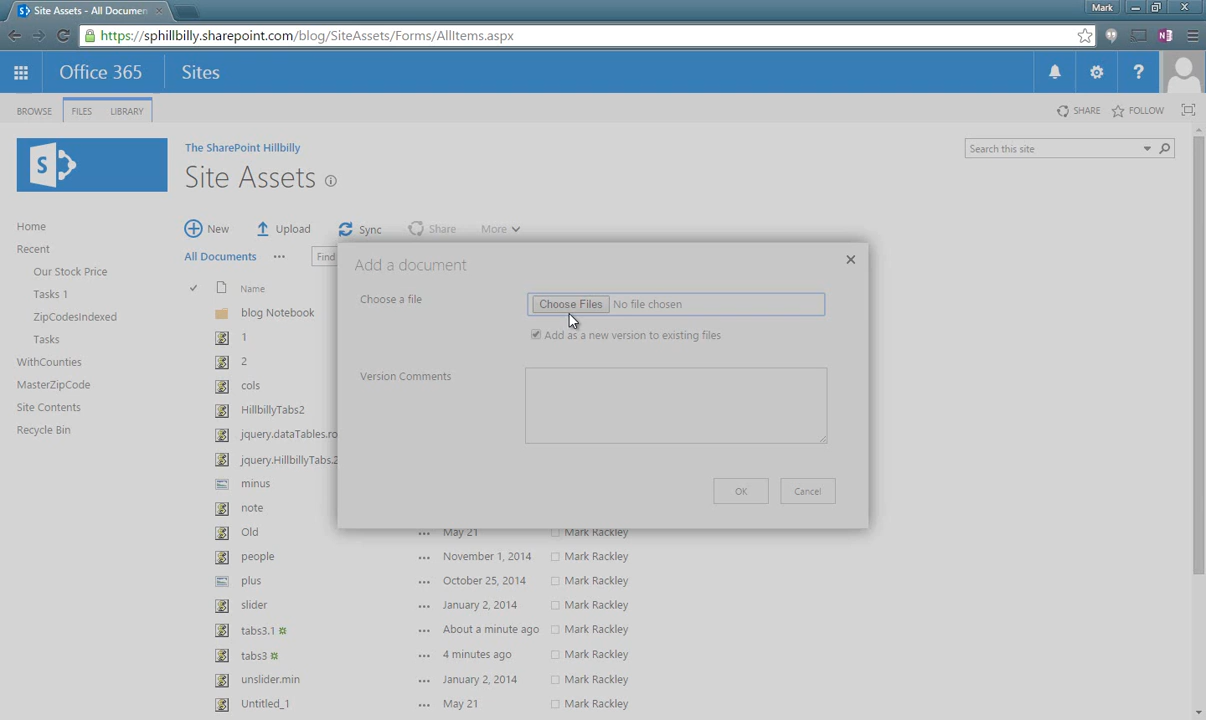 Site Assets - All Documen
Mark
https://sphillbilly.sharepoint.com/blog/SiteAssets/Forms/AllItems.aspx
Office 365 Sites ?
BROWSE FILES LIBRARY SHARE FOLLOW
S The SharePoint Hillbilly Search this site
Site Assets
Home New Upload Sync Share More
Recent All Documents ... Find
Our Stock Price
Tasks 1
ZipCodesIndexed
Tasks
WithCounties
MasterZipCode
Site Contents
Recycle Bin
Name
blog Notebook
1
2
cols
HillbillyTabs2
jquery.dataTables.ro
jquery.HillbillyTabs.2
minus
note
Old ... May 21 Mark Rackley
people ... November 1, 2014 Mark Rackley
plus ... October 25, 2014 Mark Rackley
slider ... January 2, 2014 Mark Rackley
tabs3.1 ... About a minute ago Mark Rackley
tabs3 ... 4 minutes ago Mark Rackley
unslider.min ... January 2, 2014 Mark Rackley
Untitled_1 ... May 21 Mark Rackley
Add a document
Choose a file Choose Files No file chosen
Add as a new version to existing files
Version Comments
OK Cancel